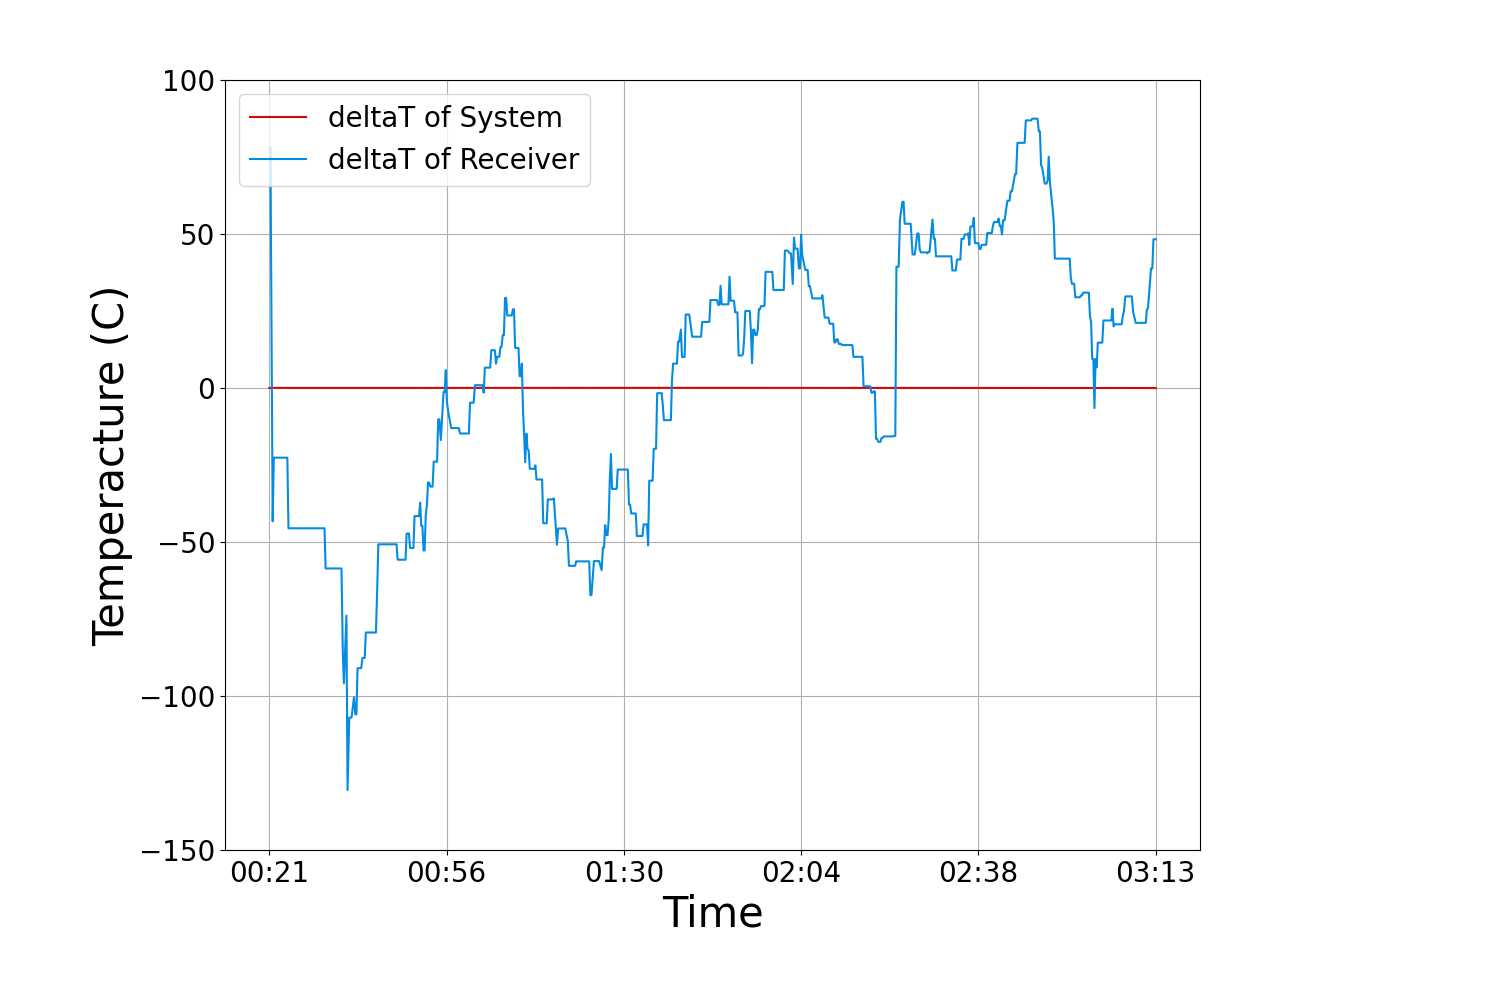 deltaT of System
deltaT of Receiver
100
50
0
−50
−100
−150
Temperacture (C)
00:21 00:56 01:30 02:04 02:38 03:13
Time